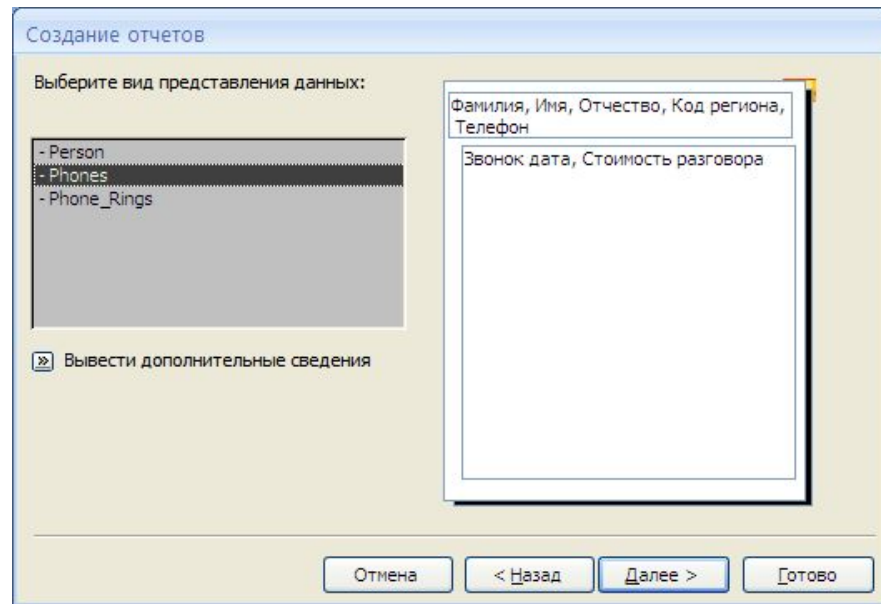 Создание отчетов
Выберите вид представления данных:
- Person
- Phones
- Phone_Rings
Вывести дополнительные сведения
Фамилия, Имя, Отчество, Код региона,
Телефон
Звонок дата, Стоимость разговора
Отмена
< Назад
Далее >
Готово